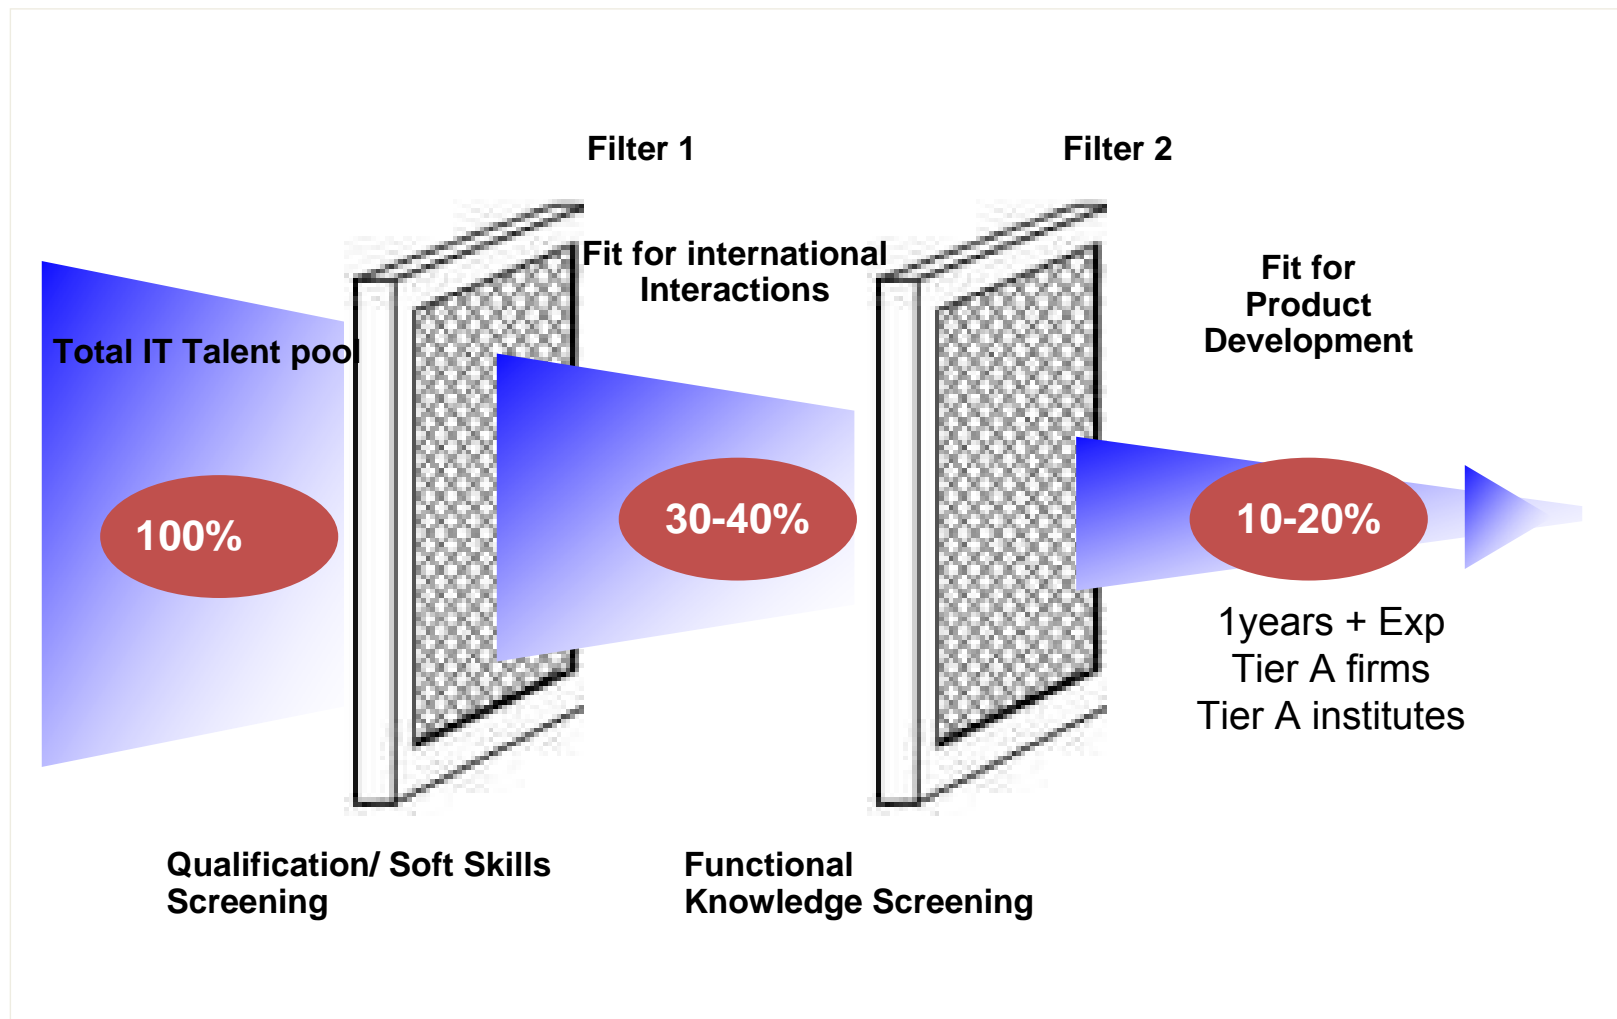 Filter 1
Filter 2
Fit for international
Interactions
Fit for
Product
Development
Total IT Talent pool
100%
30-40%
10-20%
1years + Exp
Tier A firms
Tier A institutes
Qualification/ Soft Skills
Screening
Functional
Knowledge Screening